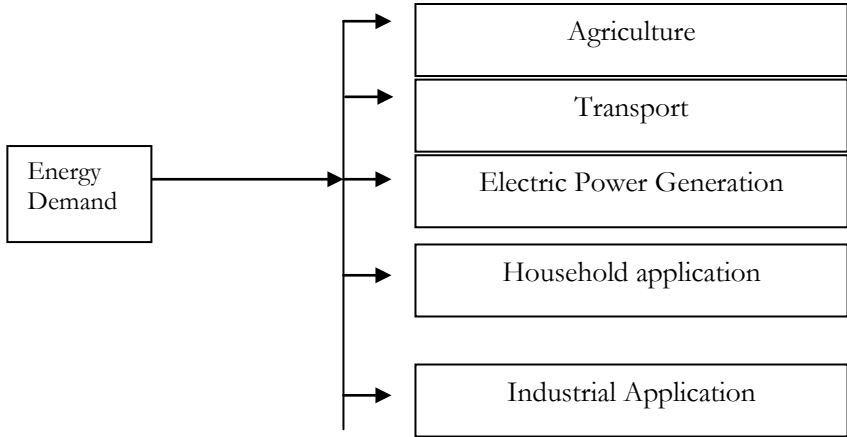 Agriculture
Transport
Energy
Demand
Electric Power Generation
Household application
Industrial Application